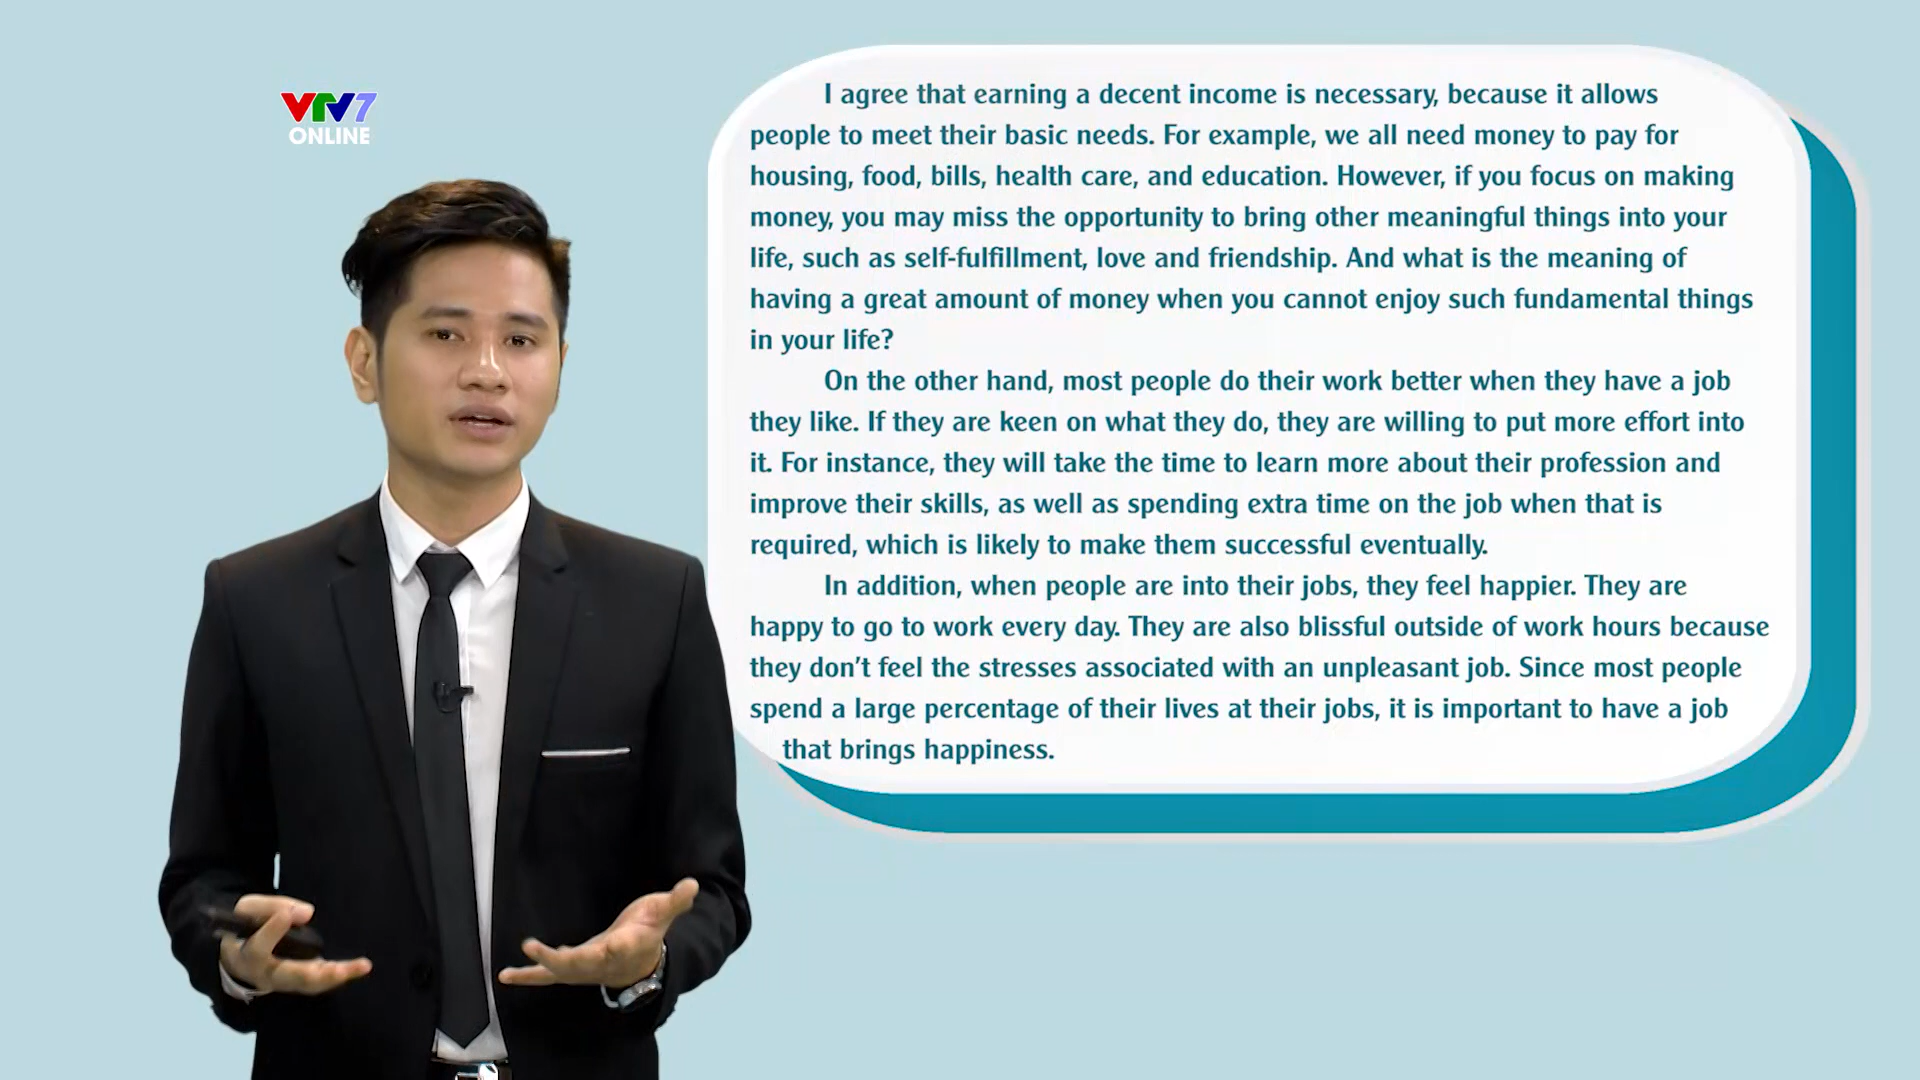 VTV7
ONLINE
I agree that earning a decent income is necessary, because it allows
people to meet their basic needs. For example, we all need money to pay for
housing, food, bills, health care, and education. However, if you focus on making
money, you may miss the opportunity to bring other meaningful things into your
life, such as self-fulfillment, love and friendship. And what is the meaning of
having a great amount of money when you cannot enjoy such fundamental things
in your life?
On the other hand, most people do their work better when they have a job
they like. If they are keen on what they do, they are willing to put more effort into
it. For instance, they will take the time to learn more about their profession and
improve their skills, as well as spending extra time on the job when that is
required, which is likely to make them successful eventually.
In addition, when people are into their jobs, they feel happier. They are
happy to go to work every day. They are also blissful outside of work hours because
they don't feel the stresses associated with an unpleasant job. Since most people
spend a large percentage of their lives at their jobs, it is important to have a job
that brings happiness.